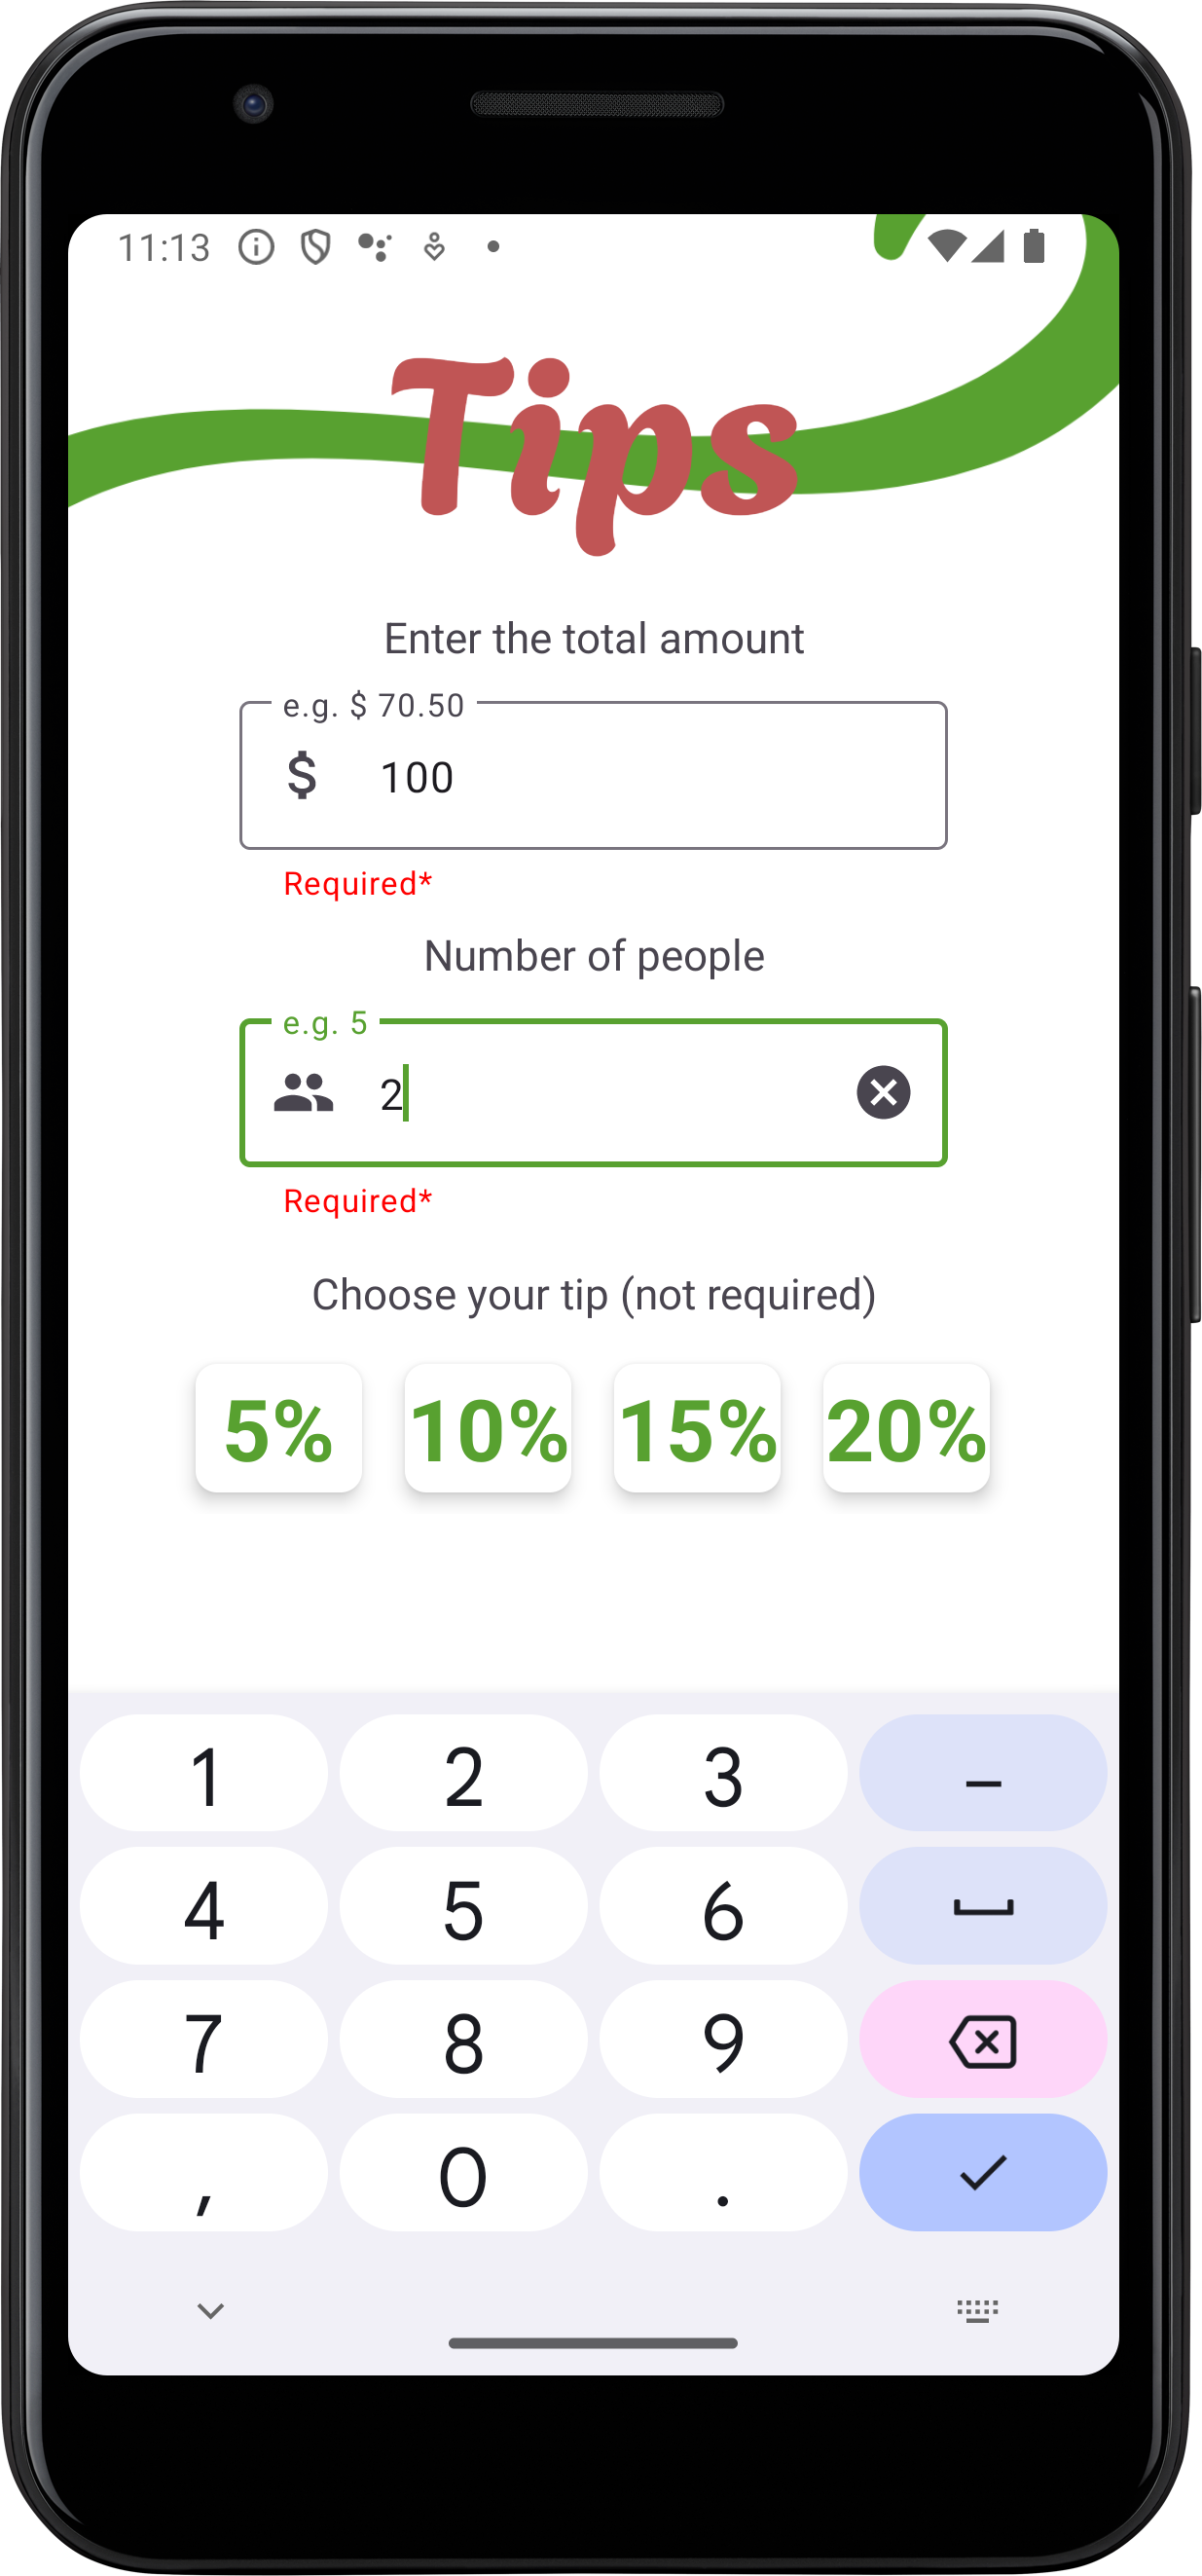 11:13
Tips
Enter the total amount
e.g. $ 70.50
$ 100
Required*
Number of people
e.g. 5
2
Required*
Choose your tip (not required)
5% 10% 15% 20%
1 2 3 –
4 5 6
7 8 9
, 0 .